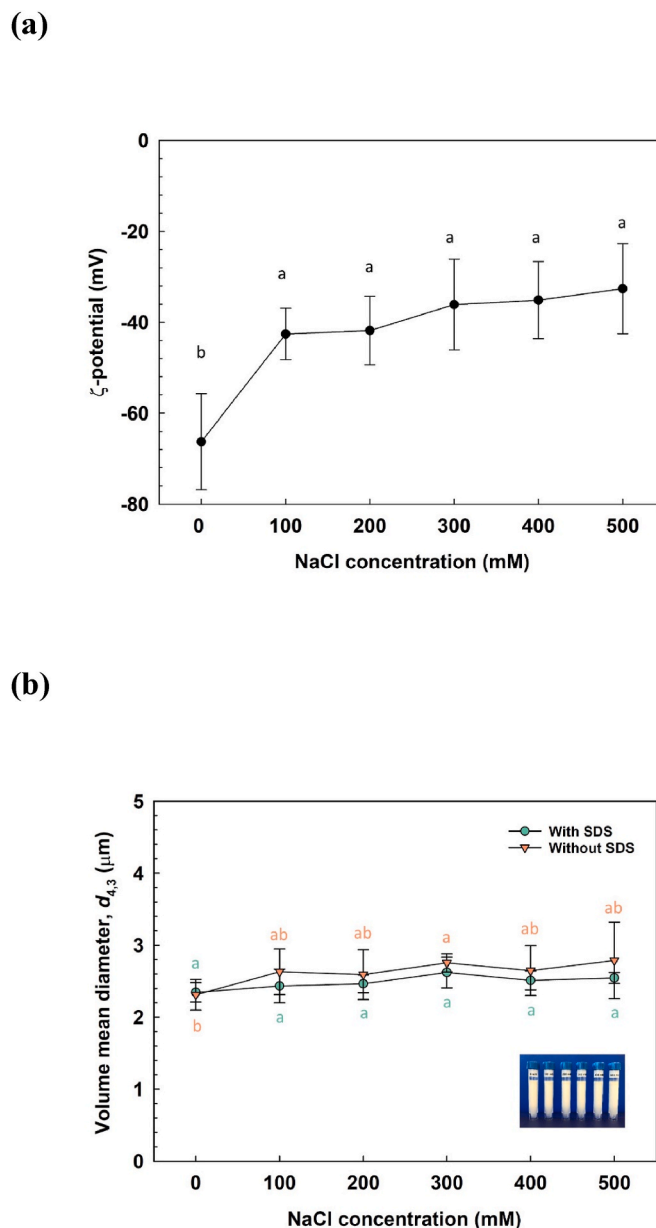 (a)
0
-20
-40
-60
-80
ζ-potential (mV)
b
a
a
a
a
a
0 100 200 300 400 500
NaCl concentration (mM)
(b)
5
4
3
2
1
0
Volume mean diameter, d4,3 (μm)
With SDS
Without SDS
a ab ab a ab ab
b a a a a a
0 100 200 300 400 500
NaCl concentration (mM)